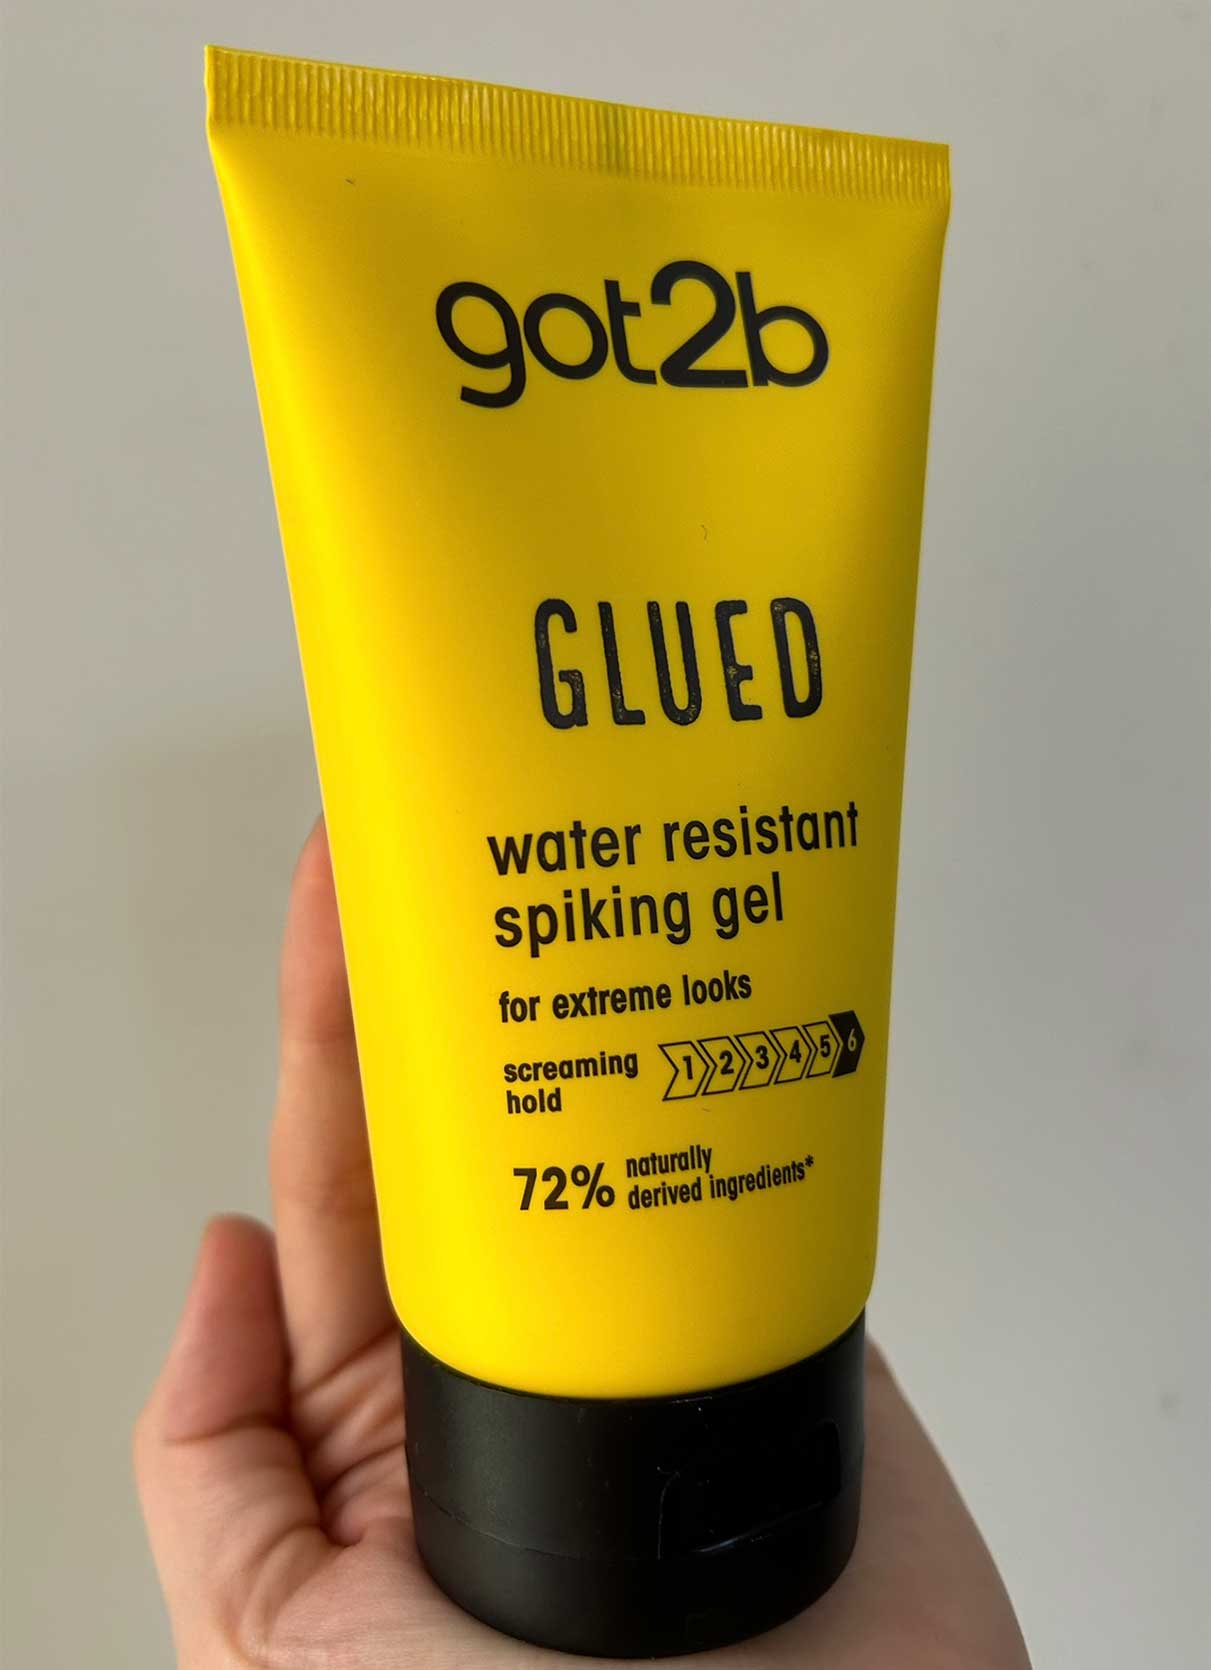 got2b
GLUED
water resistant
spiking gel
for extreme looks
screaming
hold
1 2 3 4 5 6
72%
naturally
derived ingredients*